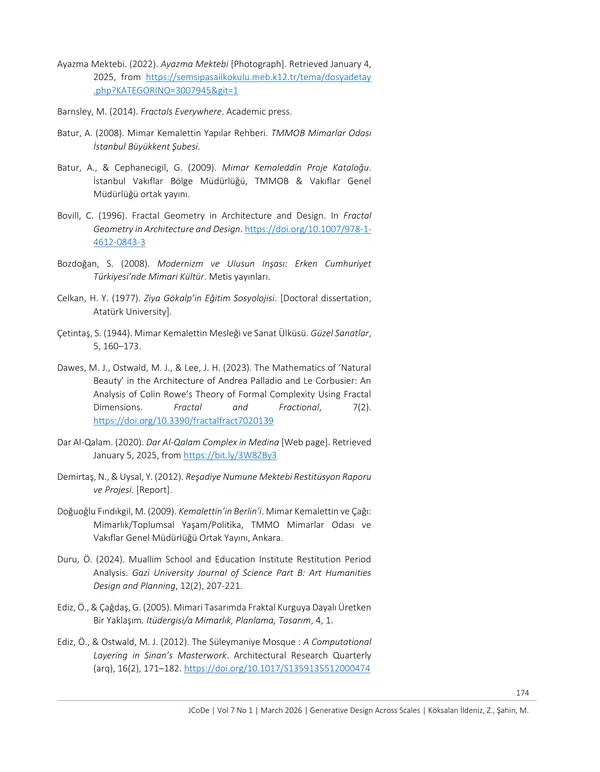 Ayazma Mektebi. (2022). Ayazma Mektebi [Photograph]. Retrieved January 4,
2025, from https://semsipasailkokulu.meb.k12.tr/tema/dosyadetay
.php?KATEGORINO=3007945&git=1
Barnsley, M. (2014). Fractals Everywhere. Academic press.
Batur, A. (2008). Mimar Kemalettin Yapılar Rehberi. TMMOB Mimarlar Odası
İstanbul Büyükkent Şubesi.
Batur, A., & Cephanecigil, G. (2009). Mimar Kemaleddin Proje Kataloğu.
İstanbul Vakıflar Bölge Müdürlüğü, TMMOB & Vakıflar Genel
Müdürlüğü ortak yayını.
Bovill, C. (1996). Fractal Geometry in Architecture and Design. In Fractal
Geometry in Architecture and Design. https://doi.org/10.1007/978-1-
4612-0843-3
Bozdoğan, S. (2008). Modernizm ve Ulusun Inşası: Erken Cumhuriyet
Türkiyesi'nde Mimari Kültür. Metis yayınları.
Celkan, H. Y. (1977). Ziya Gökalp'in Eğitim Sosyolojisi. [Doctoral dissertation,
Atatürk University].
Çetintaş, S. (1944). Mimar Kemalettin Mesleği ve Sanat Ülküsü. Güzel Sanatlar,
5, 160–173.
Dawes, M. J., Ostwald, M. J., & Lee, J. H. (2023). The Mathematics of 'Natural
Beauty' in the Architecture of Andrea Palladio and Le Corbusier: An
Analysis of Colin Rowe's Theory of Formal Complexity Using Fractal
Dimensions. Fractal and Fractional, 7(2).
https://doi.org/10.3390/fractalfract7020139
Dar Al-Qalam. (2020). Dar Al-Qalam Complex in Medina [Web page]. Retrieved
January 5, 2025, from https://bit.ly/3W8ZBy3
Demirtaş, N., & Uysal, Y. (2012). Reşadiye Numune Mektebi Restitüsyon Raporu
ve Projesi. [Report].
Doğuoğlu Fındıkgil, M. (2009). Kemalettin'in Berlin'i. Mimar Kemalettin ve Çağı:
Mimarlık/Toplumsal Yaşam/Politika, TMMO Mimarlar Odası ve
Vakıflar Genel Müdürlüğü Ortak Yayını, Ankara.
Duru, Ö. (2024). Muallim School and Education Institute Restitution Period
Analysis. Gazi University Journal of Science Part B: Art Humanities
Design and Planning, 12(2), 207-221.
Ediz, Ö., & Çağdaş, G. (2005). Mimari Tasarımda Fraktal Kurguya Dayalı Üretken
Bir Yaklaşım. Itüdergisi/a Mimarlık, Planlama, Tasarım, 4, 1.
Ediz, Ö., & Ostwald, M. J. (2012). The Süleymaniye Mosque : A Computational
Layering in Sinan's Masterwork. Architectural Research Quarterly
(arq), 16(2), 171–182. https://doi.org/10.1017/S1359135512000474
174
JCoDe | Vol 7 No 1 | March 2026 | Generative Design Across Scales | Köksalan İldeniz, Z., Şahin, M.